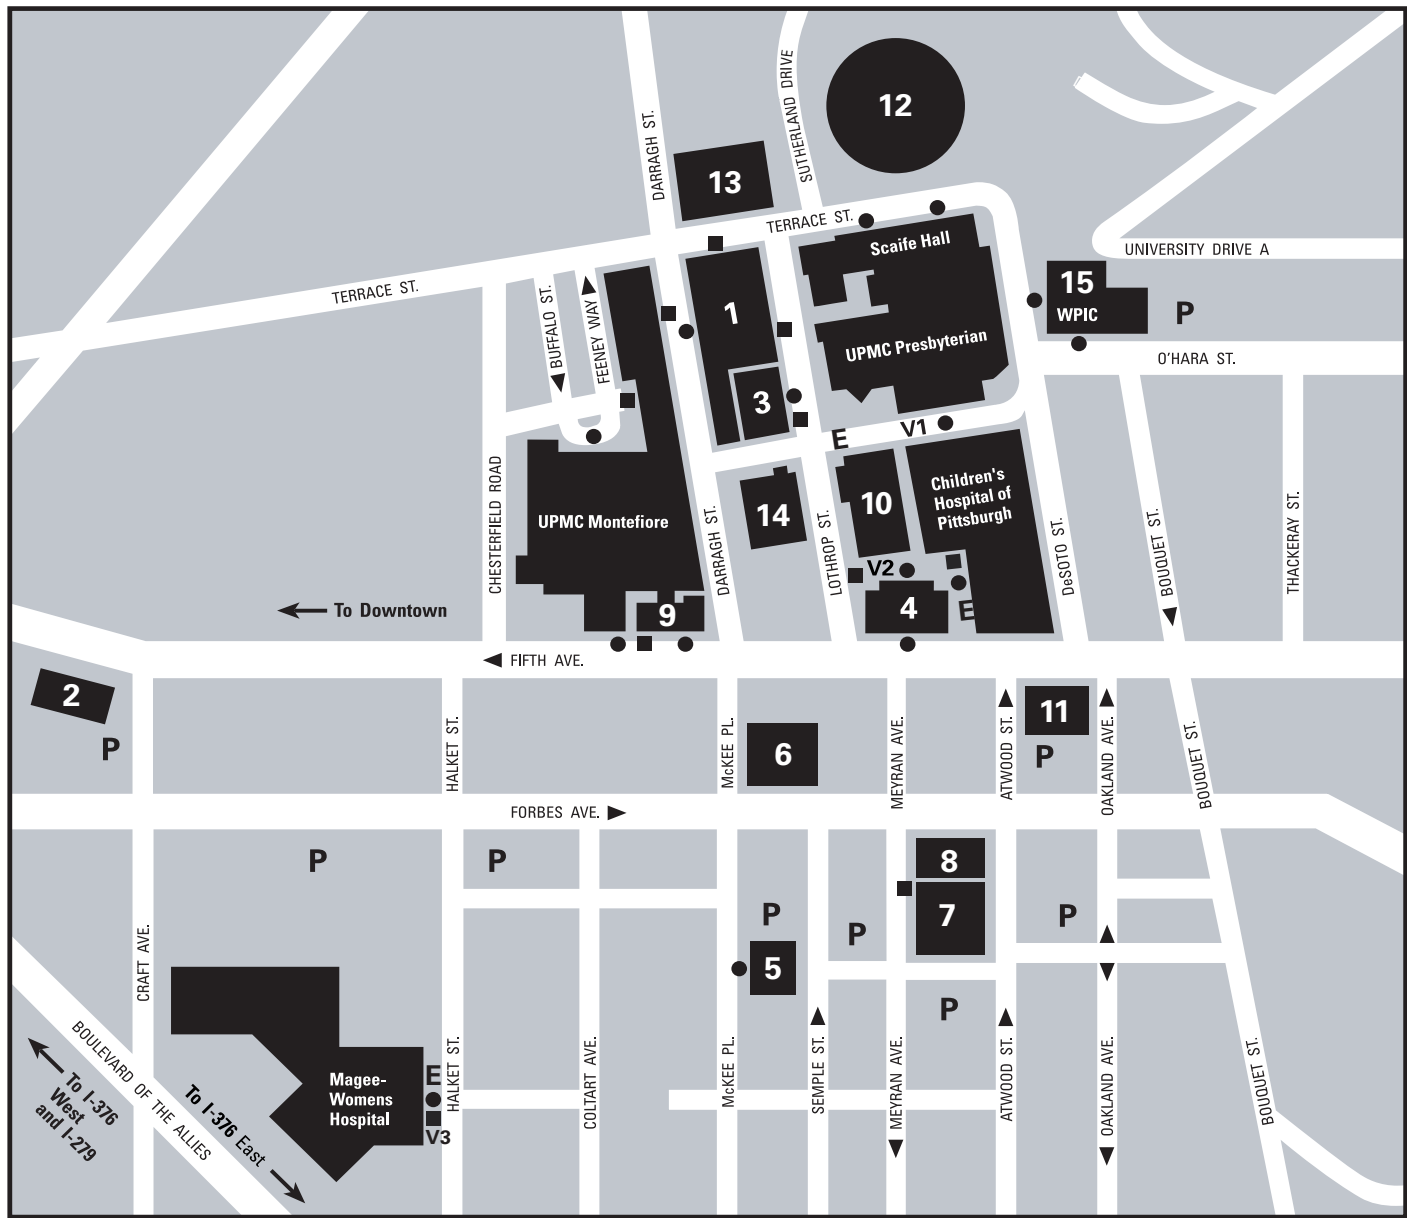 12
SUTHERLAND DRIVE
DARRAGH ST.
13
TERRACE ST.
Scaife Hall
UNIVERSITY DRIVE A
15
WPIC
P
TERRACE ST.
BUFFALO ST.
FEENEY WAY
1
UPMC Presbyterian
O'HARA ST.
3
E
V1
CHESTERFIELD ROAD
UPMC Montefiore
14
10
Children's
Hospital of
Pittsburgh
DARRAGH ST.
LOTHROP ST.
DeSOTO ST.
BOUQUET ST.
THACKERAY ST.
V2
4
E
9
To Downtown
FIFTH AVE.
2
P
HALKET ST.
McKEE PL.
6
MEYRAN AVE.
ATWOOD ST.
11
P
OAKLAND AVE.
BOUQUET ST.
FORBES AVE.
P
P
8
7
P
P
P
5
P
CRAFT AVE.
BOULEVARD OF THE ALLIES
To I-376
West
and I-279
To I-376 East
Magee-
Womens
Hospital
E
V3
HALKET ST.
COLTART AVE.
McKEE PL.
SEMPLE ST.
MEYRAN AVE.
ATWOOD ST.
OAKLAND AVE.
BOUQUET ST.